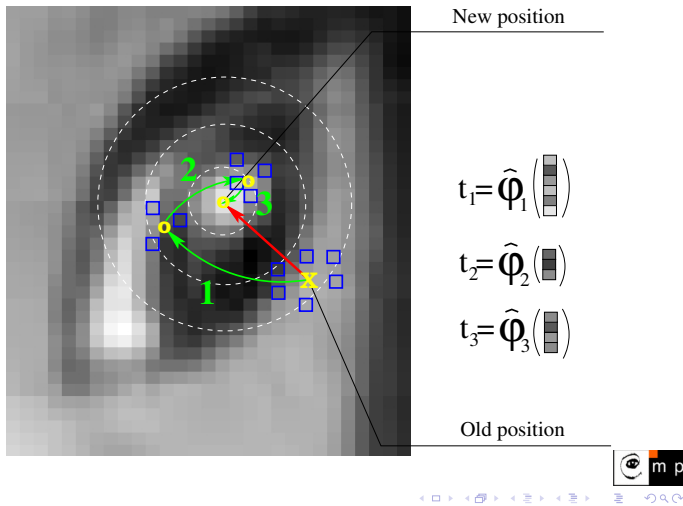 New position
2
3
x
1
t₁=φ̂₁( )
t₂=φ̂₂( )
t₃=φ̂₃( )
Old position
m p